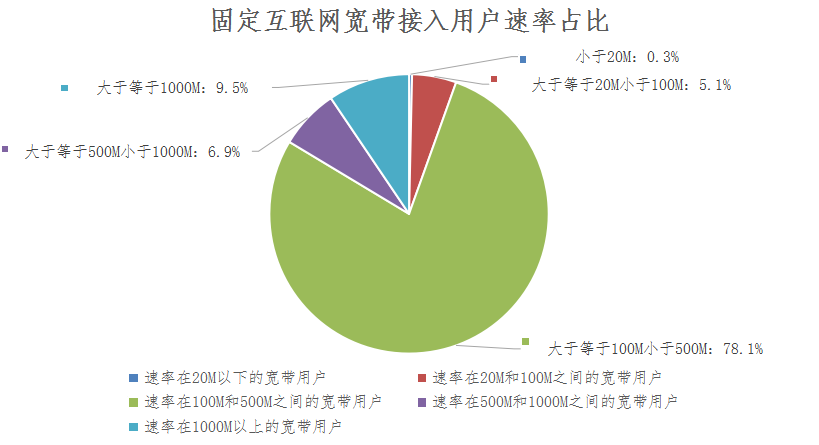 固定互联网宽带接入用户速率占比
小于20M：0.3%
大于等于1000M：9.5%
大于等于20M小于100M：5.1%
大于等于500M小于1000M：6.9%
大于等于100M小于500M：78.1%
速率在20M以下的宽带用户
速率在20M和100M之间的宽带用户
速率在100M和500M之间的宽带用户
速率在500M和1000M之间的宽带用户
速率在1000M以上的宽带用户